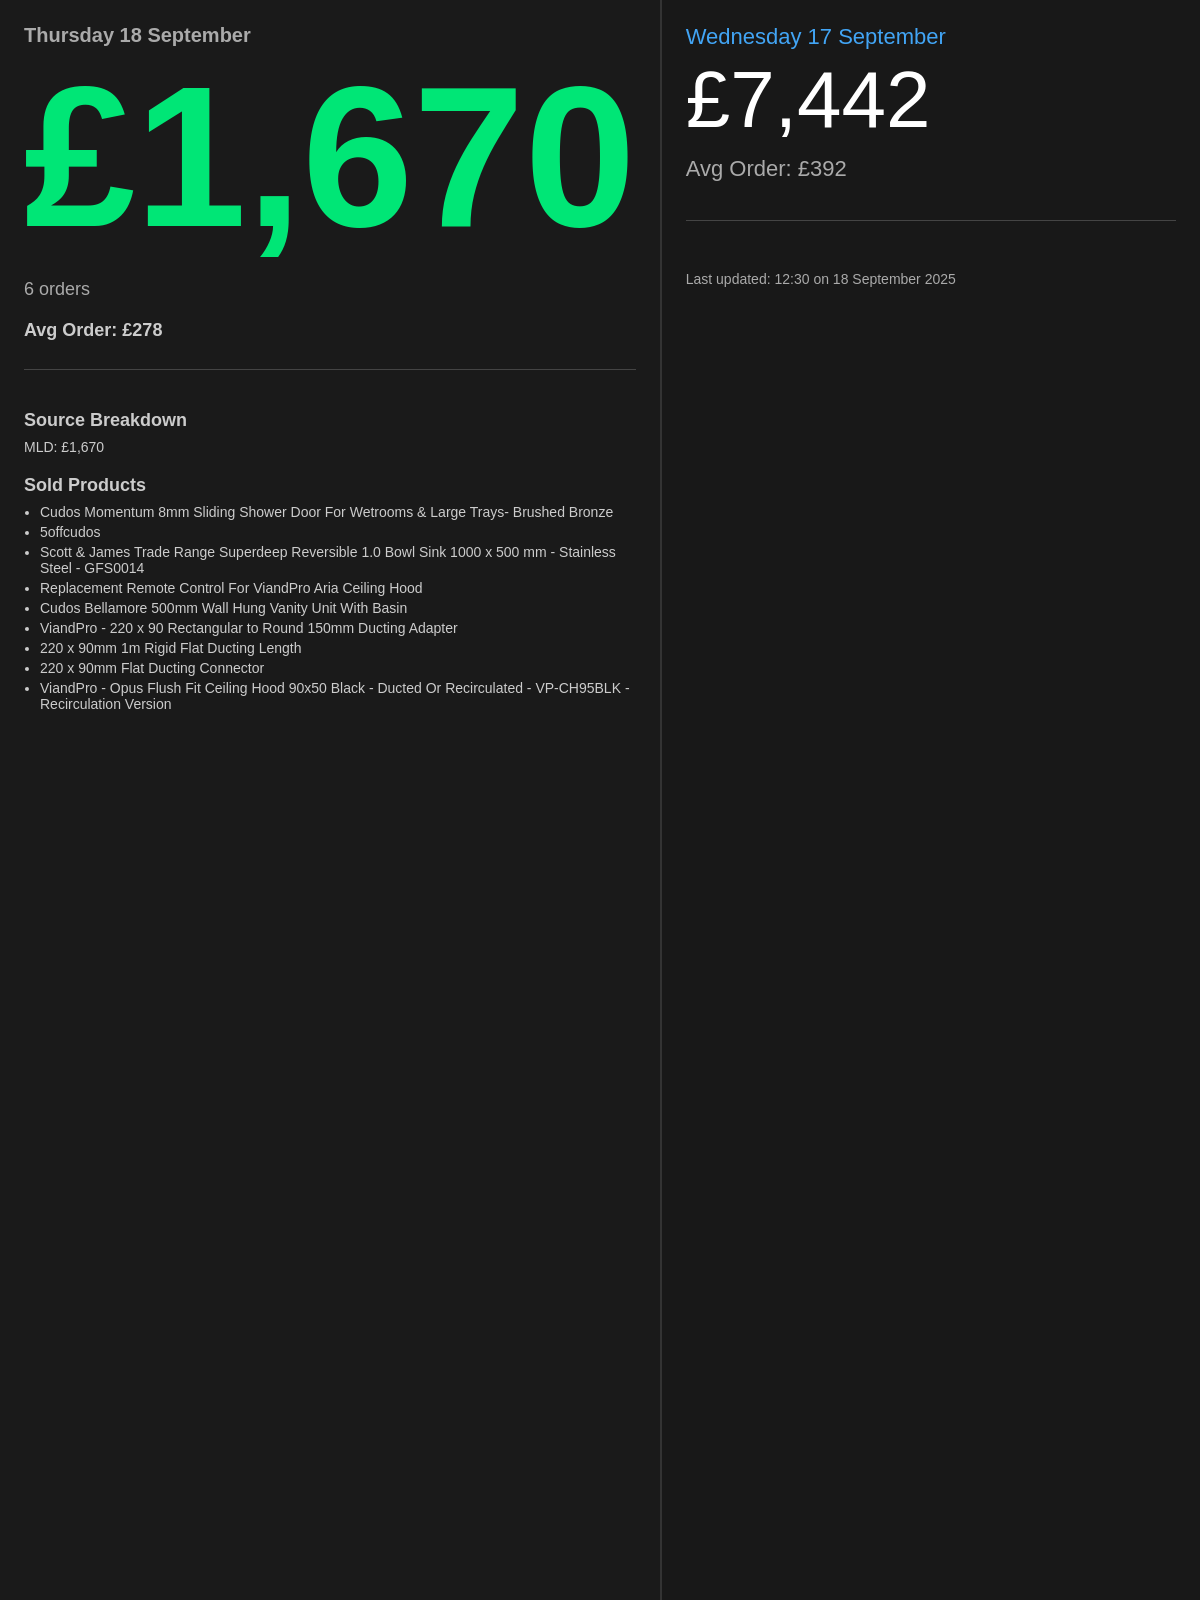 Thursday 18 September
£1,670
6 orders
Avg Order: £278
Source Breakdown
MLD: £1,670
Sold Products
• Cudos Momentum 8mm Sliding Shower Door For Wetrooms & Large Trays- Brushed Bronze
• 5offcudos
• Scott & James Trade Range Superdeep Reversible 1.0 Bowl Sink 1000 x 500 mm - Stainless
Steel - GFS0014
• Replacement Remote Control For ViandPro Aria Ceiling Hood
• Cudos Bellamore 500mm Wall Hung Vanity Unit With Basin
• ViandPro - 220 x 90 Rectangular to Round 150mm Ducting Adapter
• 220 x 90mm 1m Rigid Flat Ducting Length
• 220 x 90mm Flat Ducting Connector
• ViandPro - Opus Flush Fit Ceiling Hood 90x50 Black - Ducted Or Recirculated - VP-CH95BLK -
Recirculation Version
Wednesday 17 September
£7,442
Avg Order: £392
Last updated: 12:30 on 18 September 2025